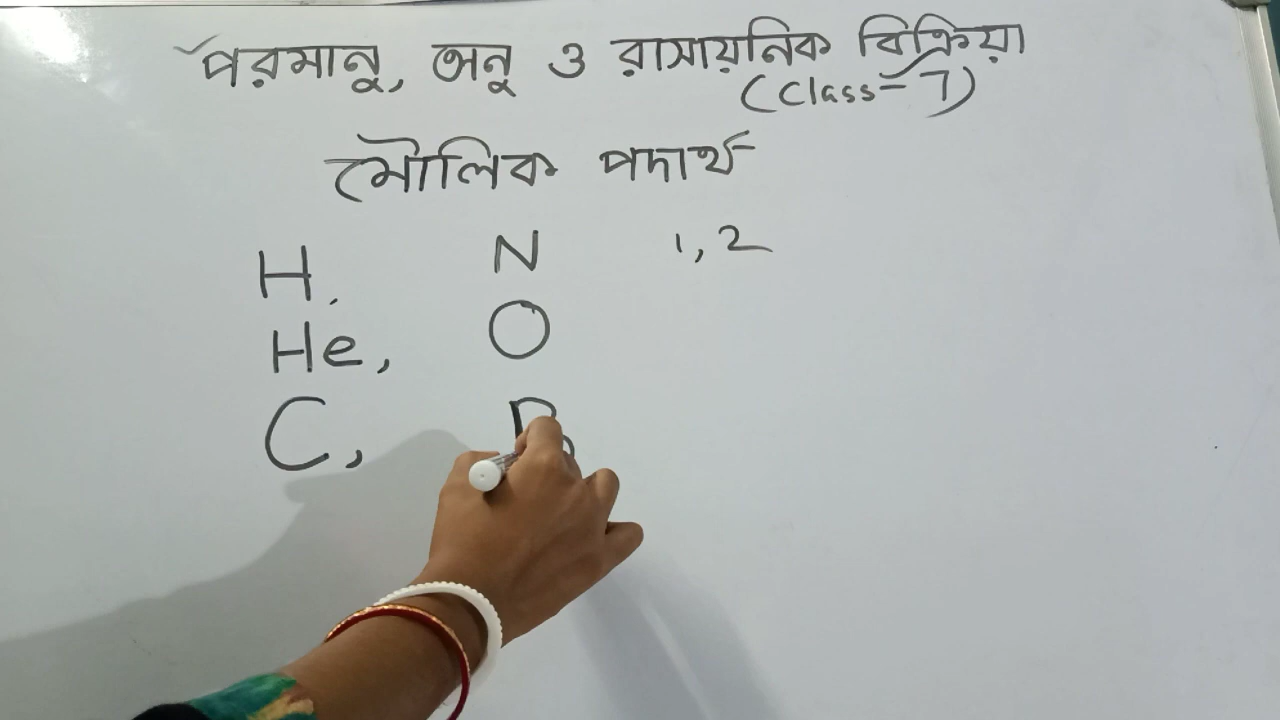 পরমানু, অনু ও রাসায়নিক বিক্রিয়া
(Class-7)
মৌলিক পদার্থ
H, N 1,2
He, O
C,